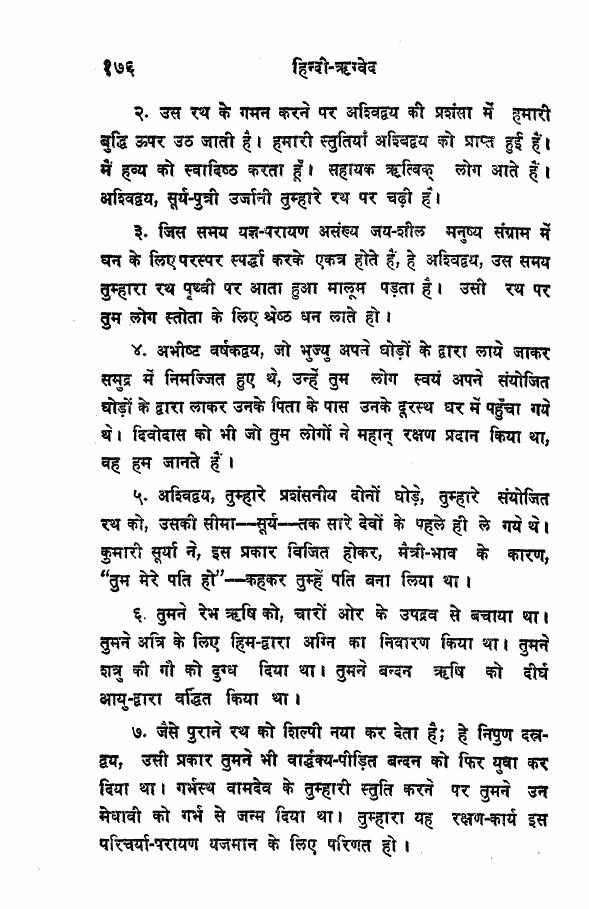 १७६ हिन्दी-ऋग्वेद
२. उस रथ के गमन करने पर अश्विद्वय की प्रशंसा में हमारी
बुद्धि ऊपर उठ जाती है। हमारी स्तुतियाँ अश्विद्वय को प्राप्त हुई हैं।
मैं हव्य को स्वादिष्ठ करता हूँ। सहायक ऋत्विक् लोग आते हैं।
अश्विद्वय, सूर्य-पुत्री उर्जानी तुम्हारे रथ पर चढ़ी हैं।
३. जिस समय यज्ञ-परायण असंख्य जय-शील मनुष्य संग्राम में
धन के लिए परस्पर स्पर्द्धा करके एकत्र होते हैं, हे अश्विद्वय, उस समय
तुम्हारा रथ पृथ्वी पर आता हुआ मालूम पड़ता है। उसी रथ पर
तुम लोग स्तोता के लिए श्रेष्ठ धन लाते हो।
४. अभीष्ट वर्षकद्वय, जो भुज्यु अपने घोड़ों के द्वारा लाये जाकर
समुद्र में निमज्जित हुए थे, उन्हें तुम लोग स्वयं अपने संयोजित
घोड़ों के द्वारा लाकर उनके पिता के पास उनके दूरस्थ घर में पहुँचा गये
थे। दिवोदास को भी जो तुम लोगों ने महान् रक्षण प्रदान किया था,
वह हम जानते हैं।
५. अश्विद्वय, तुम्हारे प्रशंसनीय दोनों घोड़े, तुम्हारे संयोजित
रथ को, उसकी सीमा—सूर्य—तक सारे देवों के पहले ही ले गये थे।
कुमारी सूर्या ने, इस प्रकार विजित होकर, मैत्री-भाव के कारण,
“तुम मेरे पति हो”—कहकर तुम्हें पति बना लिया था।
६. तुमने रेभ ऋषि को, चारों ओर के उपद्रव से बचाया था।
तुमने अत्रि के लिए हिम-द्वारा अग्नि का निवारण किया था। तुमने
शत्रु की गौ को दुग्ध दिया था। तुमने बन्दन ऋषि को दीर्घ
आयु-द्वारा वर्द्धित किया था।
७. जैसे पुराने रथ को शिल्पी नया कर देता है; हे निपुण दस्र-
द्वय, उसी प्रकार तुमने भी वार्द्धक्य-पीड़ित बन्दन को फिर युवा कर
दिया था। गर्भस्थ वामदेव के तुम्हारी स्तुति करने पर तुमने उन
मेधावी को गर्भ से जन्म दिया था। तुम्हारा यह रक्षण-कार्य इस
परिचर्या-परायण यजमान के लिए परिणत हो।